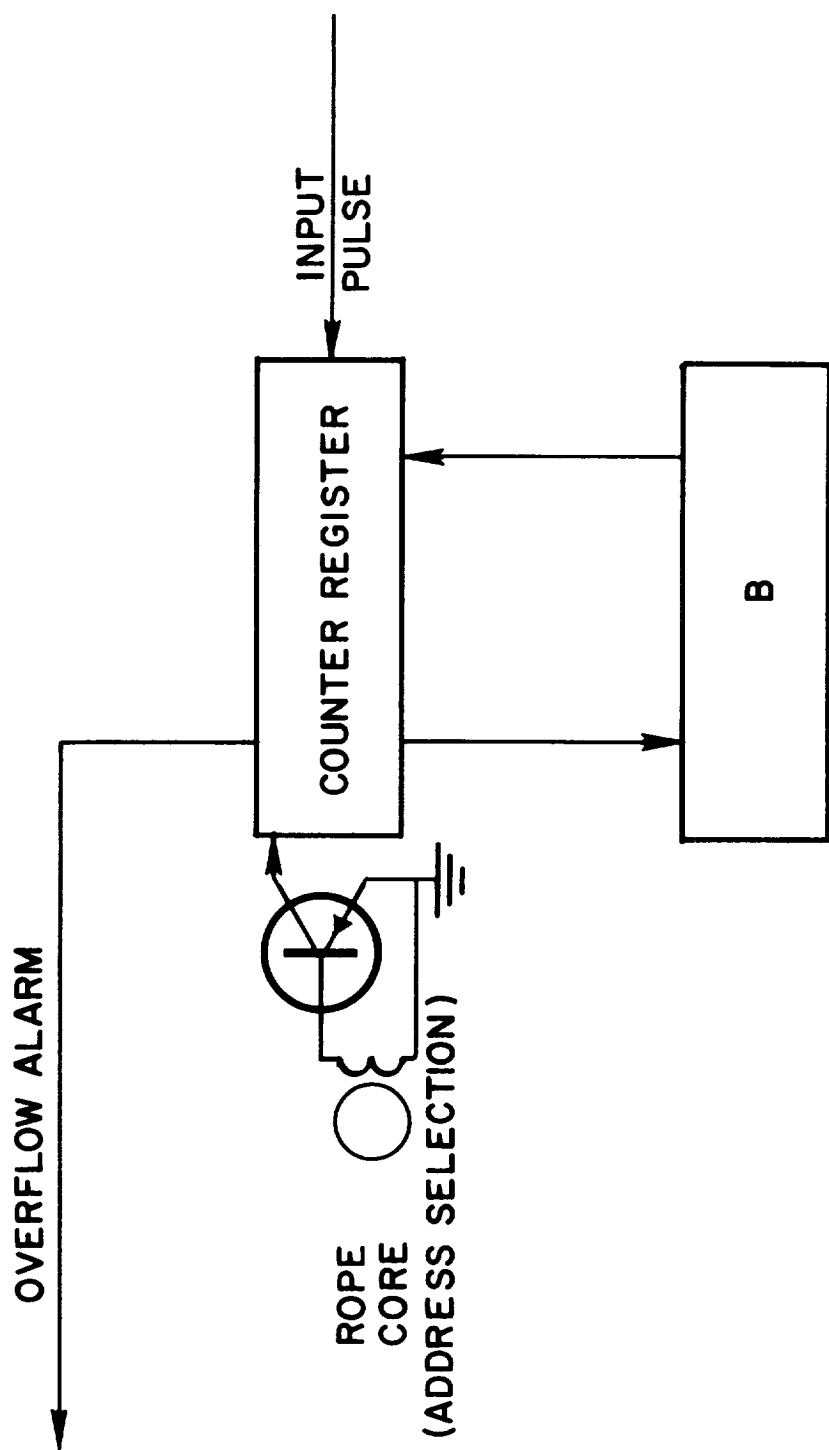 OVERFLOW ALARM
ROPE
CORE
(ADDRESS SELECTION)
COUNTER REGISTER
INPUT
PULSE
B